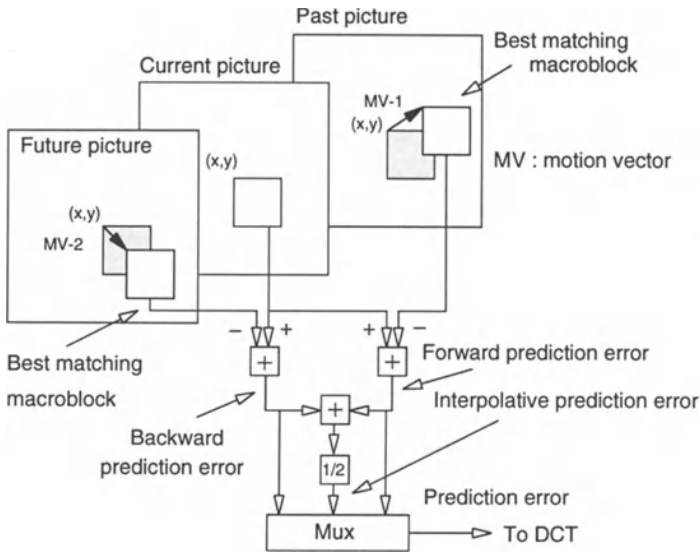 Past picture
Current picture
Best matching
macroblock
MV-1
(x,y)
Future picture
(x,y)
MV : motion vector
(x,y)
MV-2
− + + −
Best matching
macroblock
+ +
Forward prediction error
Backward
prediction error
+
Interpolative prediction error
1/2
Prediction error
Mux
To DCT